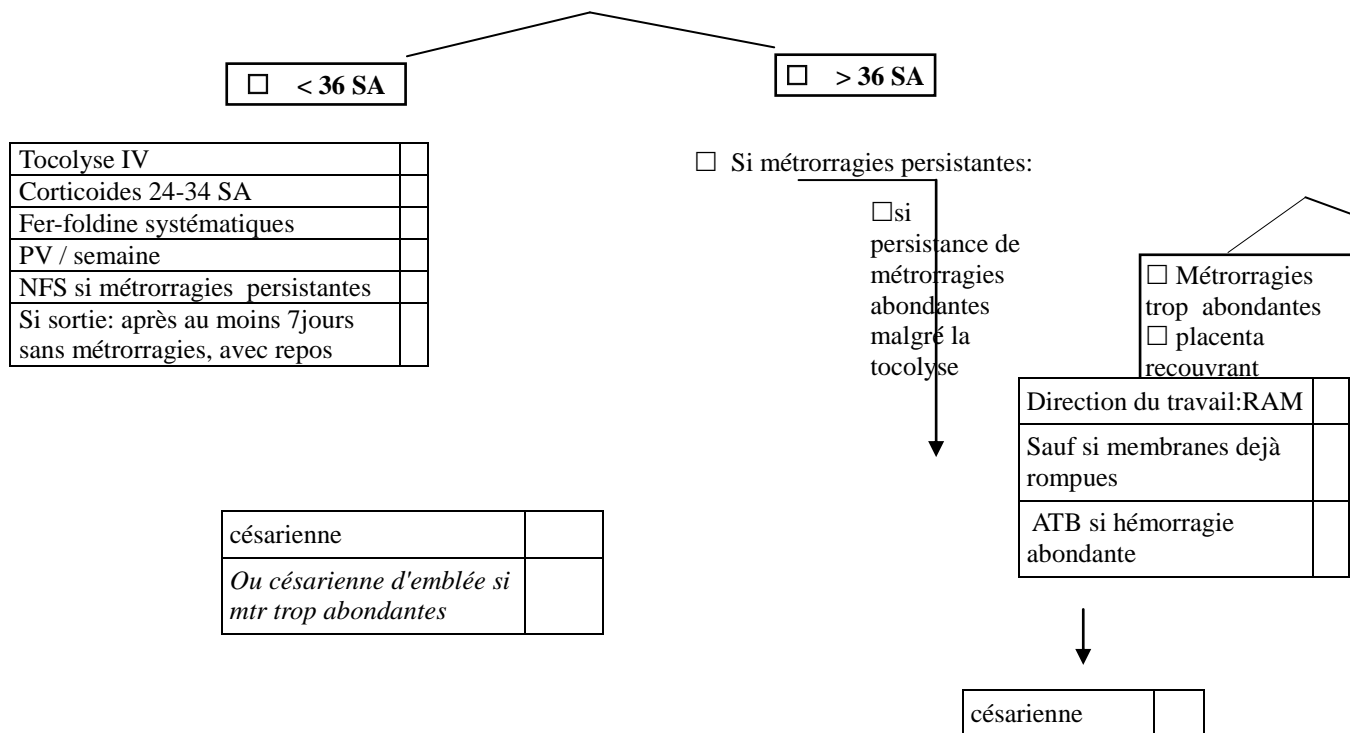 ☐ < 36 SA
☐ > 36 SA
Tocolyse IV
Corticoides 24-34 SA
Fer-foldine systématiques
PV / semaine
NFS si métrorragies persistantes
Si sortie: après au moins 7jours
sans métrorragies, avec repos
☐ Si métrorragies persistantes:
☐si
persistance de
métrorragies
abondantes
malgré la
tocolyse
☐ Métrorragies
trop abondantes
☐ placenta
recouvrant
Direction du travail:RAM
Sauf si membranes dejà
rompues
ATB si hémorragie
abondante
césarienne
Ou césarienne d'emblée si
mtr trop abondantes
césarienne